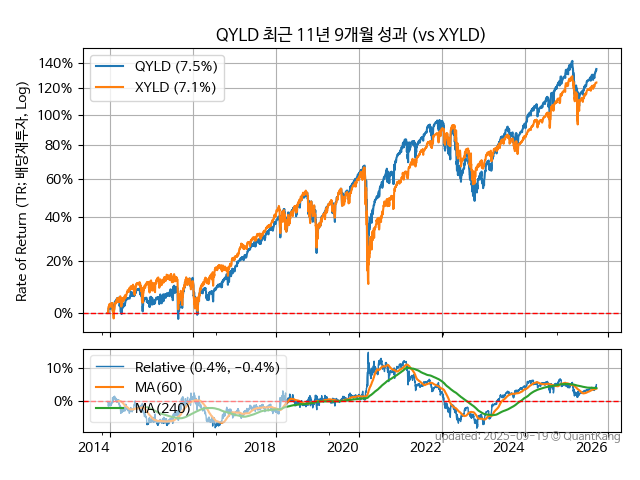 QYLD 최근 11년 9개월 성과 (vs XYLD)
Rate of Return (TR: 배당재투자, Log)
140%
120%
100%
80%
60%
40%
20%
0%
QYLD (7.5%)
XYLD (7.1%)
10%
0%
Relative (0.4%, −0.4%)
MA(60)
MA(240)
2014 2016 2018 2020 2022 2024 2026
updated: 2025-09-19 © QuantKang